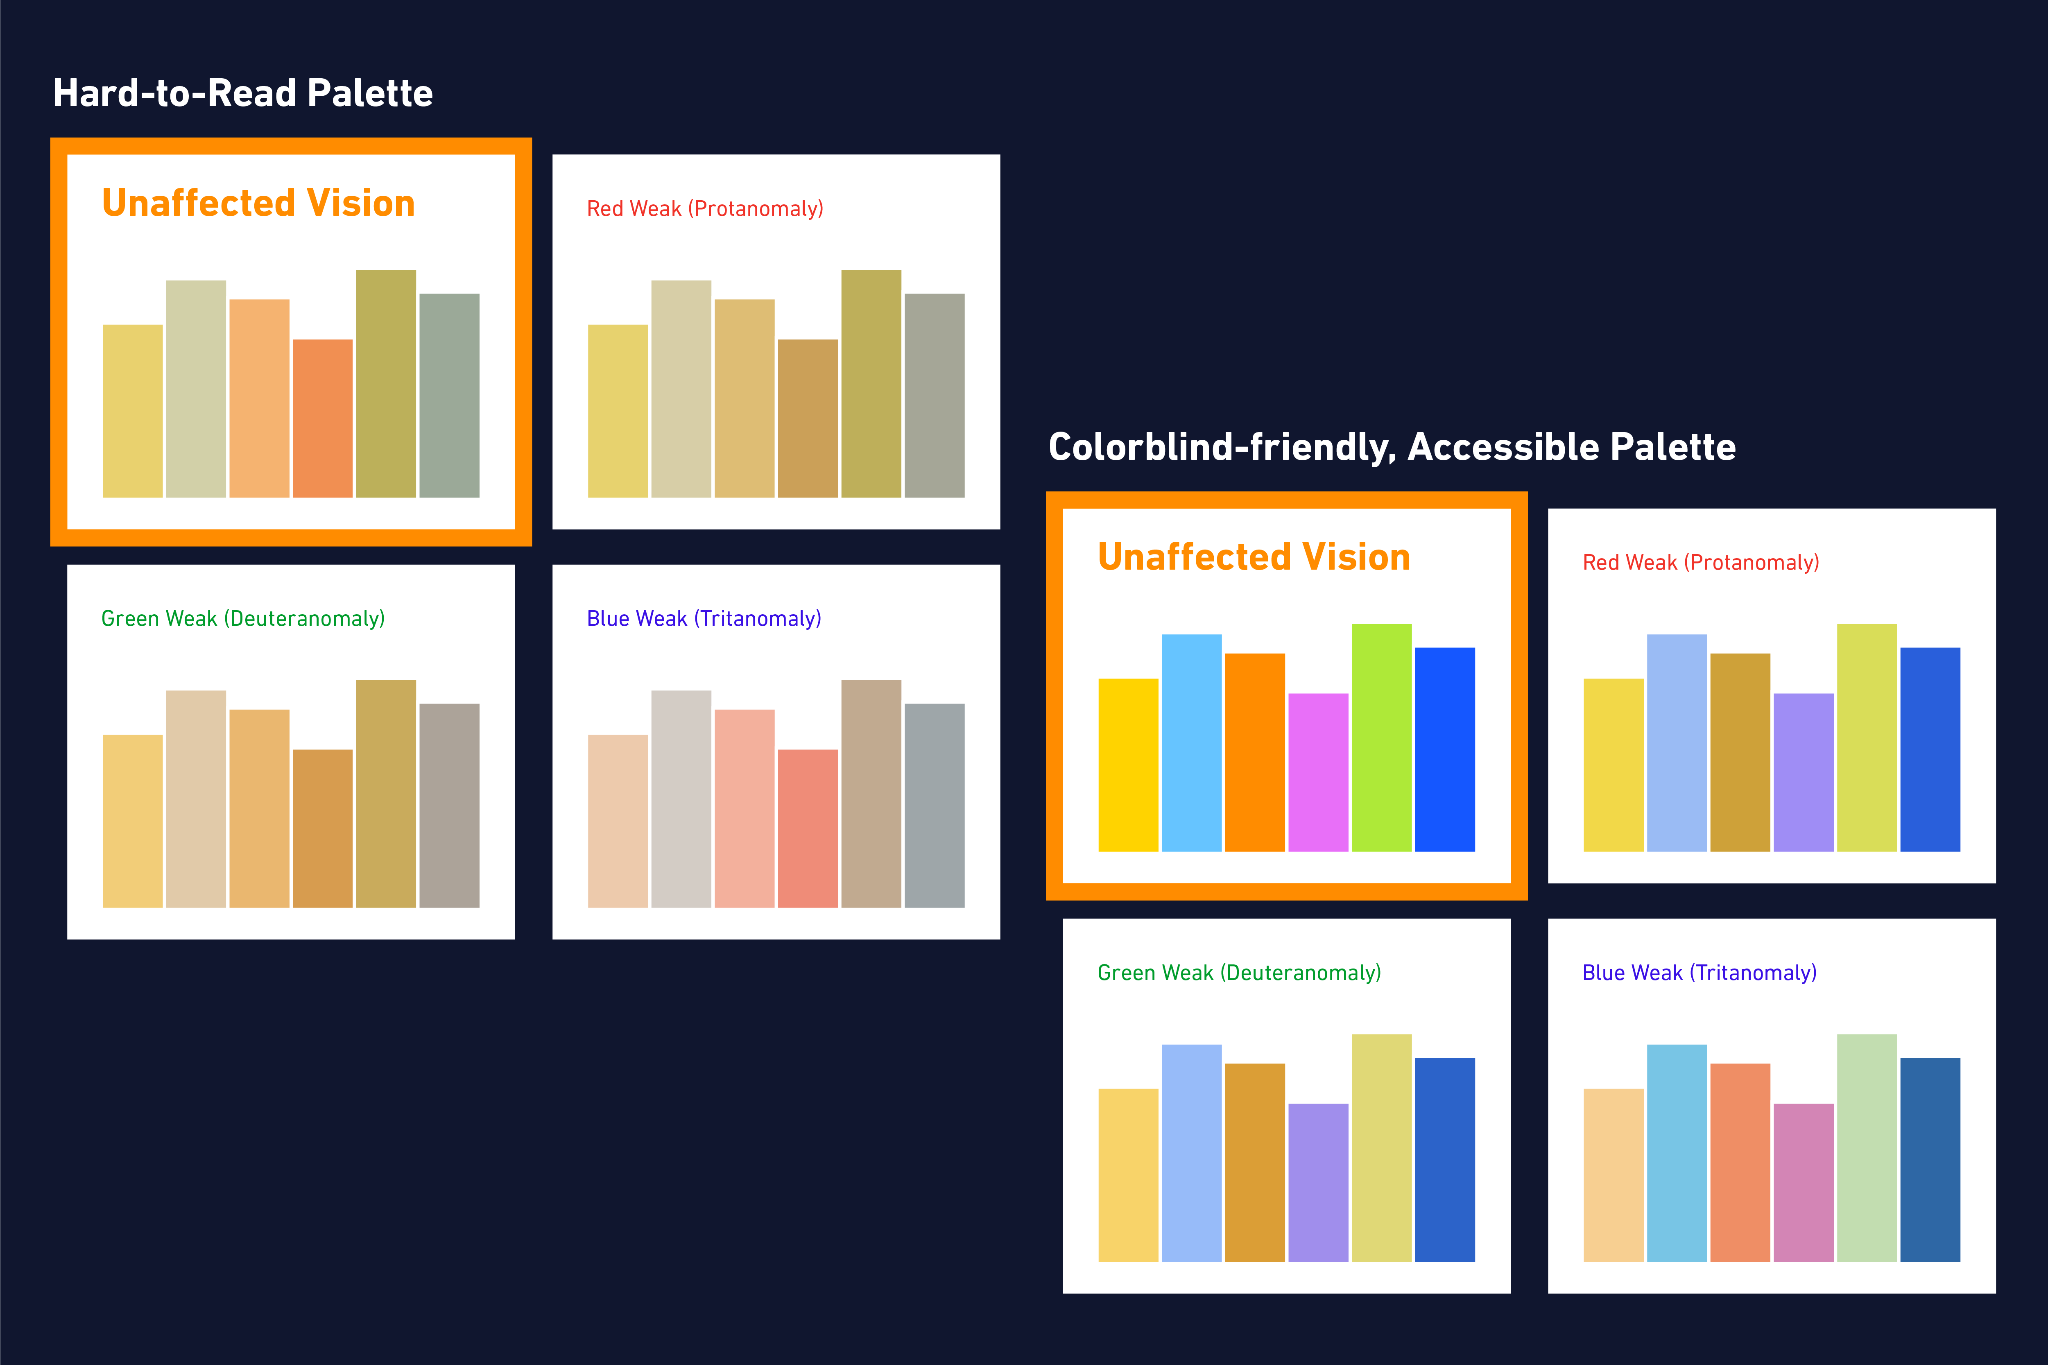 Hard-to-Read Palette
Unaffected Vision
Red Weak (Protanomaly)
Green Weak (Deuteranomaly)
Blue Weak (Tritanomaly)
Colorblind-friendly, Accessible Palette
Unaffected Vision
Red Weak (Protanomaly)
Green Weak (Deuteranomaly)
Blue Weak (Tritanomaly)